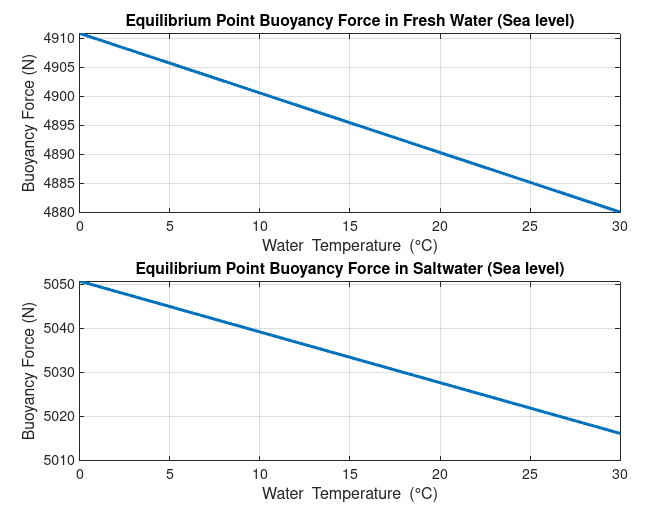 Equilibrium Point Buoyancy Force in Fresh Water (Sea level)
Buoyancy Force (N)
4910
4905
4900
4895
4890
4885
4880
0 5 10 15 20 25 30
Water Temperature (°C)
Equilibrium Point Buoyancy Force in Saltwater (Sea level)
Buoyancy Force (N)
5050
5040
5030
5020
5010
0 5 10 15 20 25 30
Water Temperature (°C)